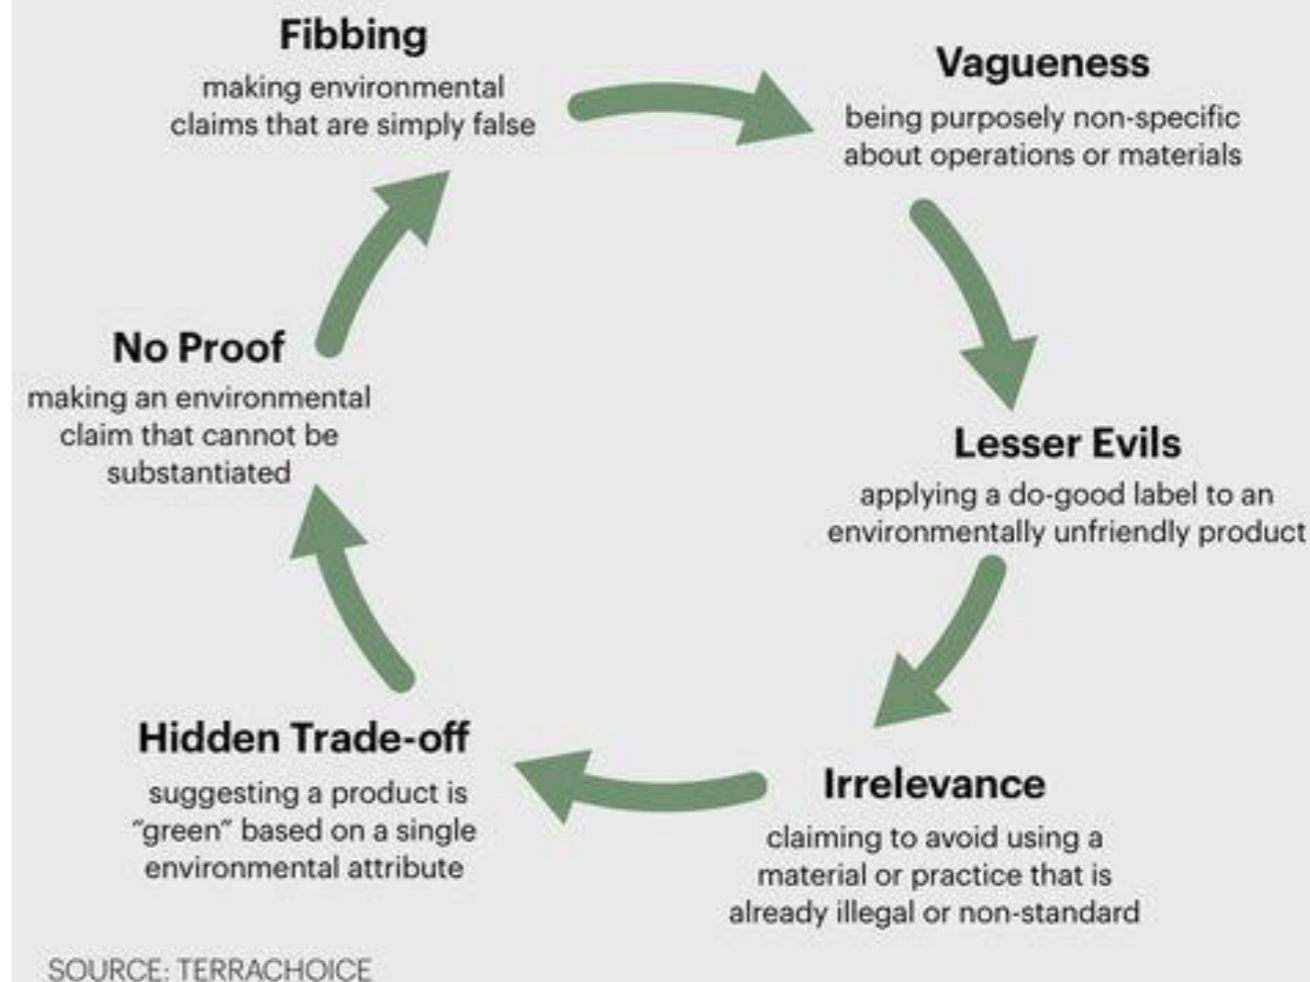 Fibbing
making environmental
claims that are simply false
Vagueness
being purposely non-specific
about operations or materials
Lesser Evils
applying a do-good label to an
environmentally unfriendly product
Irrelevance
claiming to avoid using a
material or practice that is
already illegal or non-standard
Hidden Trade-off
suggesting a product is
“green” based on a single
environmental attribute
No Proof
making an environmental
claim that cannot be
substantiated
SOURCE: TERRACHOICE